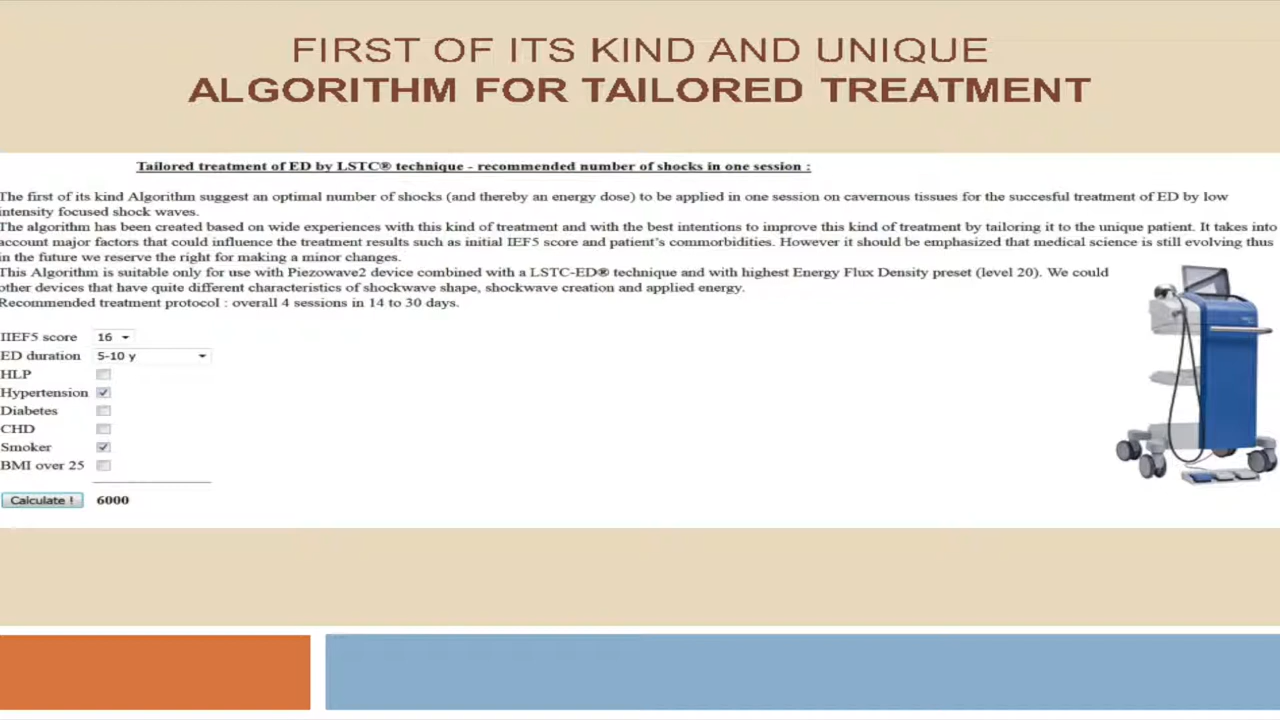 FIRST OF ITS KIND AND UNIQUE
ALGORITHM FOR TAILORED TREATMENT
Tailored treatment of ED by LSTC® technique - recommended number of shocks in one session :
The first of its kind Algorithm suggest an optimal number of shocks (and thereby an energy dose) to be applied in one session on cavernous tissues for the succesful treatment of ED by low
intensity focused shock waves.
The algorithm has been created based on wide experiences with this kind of treatment and with the best intentions to improve this kind of treatment by tailoring it to the unique patient. It takes into
account major factors that could influence the treatment results such as initial IEF5 score and patient's commorbidities. However it should be emphasized that medical science is still evolving thus
in the future we reserve the right for making a minor changes.
This Algorithm is suitable only for use with Piezowave2 device combined with a LSTC-ED® technique and with highest Energy Flux Density preset (level 20). We could
other devices that have quite different characteristics of shockwave shape, shockwave creation and applied energy.
Recommended treatment protocol : overall 4 sessions in 14 to 30 days.
IIEF5 score 16
ED duration 5-10 y
HLP
Hypertension
Diabetes
CHD
Smoker
BMI over 25
Calculate ! 6000